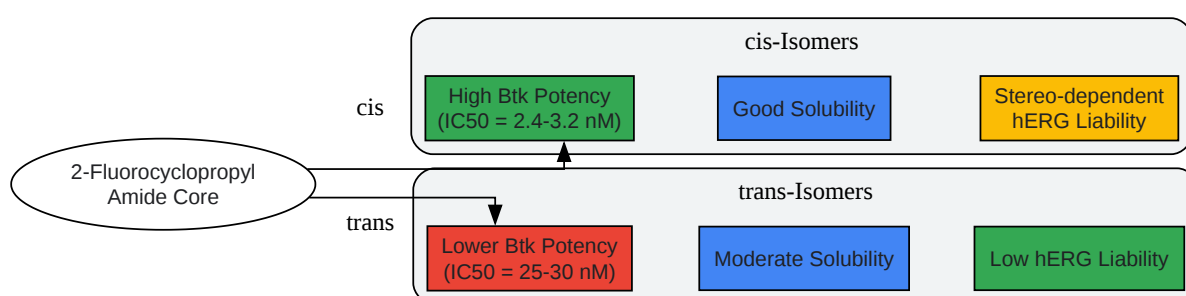 cis-Isomers
cis
High Btk Potency
(IC50 = 2.4-3.2 nM)
Good Solubility
Stereo-dependent
hERG Liability
2-Fluorocyclopropyl
Amide Core
trans
trans-Isomers
Lower Btk Potency
(IC50 = 25-30 nM)
Moderate Solubility
Low hERG Liability